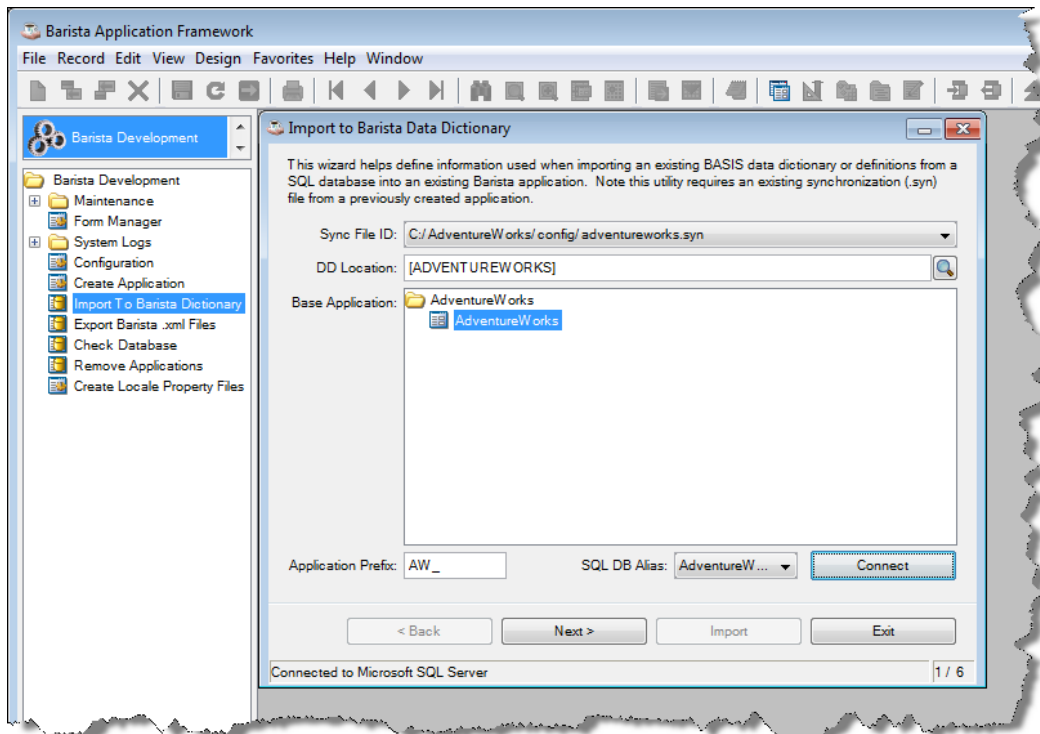 Barista Application Framework
File Record Edit View Design Favorites Help Window
Barista Development
Barista Development
Maintenance
Form Manager
System Logs
Configuration
Create Application
Import To Barista Dictionary
Export Barista .xml Files
Check Database
Remove Applications
Create Locale Property Files
Import to Barista Data Dictionary
This wizard helps define information used when importing an existing BASIS data dictionary or definitions from a
SQL database into an existing Barista application. Note this utility requires an existing synchronization (.syn)
file from a previously created application.
Sync File ID: C:/AdventureWorks/config/adventureworks.syn
DD Location: [ADVENTUREWORKS]
Base Application: AdventureWorks
AdventureWorks
Application Prefix: AW_ SQL DB Alias: AdventureW... Connect
< Back Next > Import Exit
Connected to Microsoft SQL Server 1 / 6